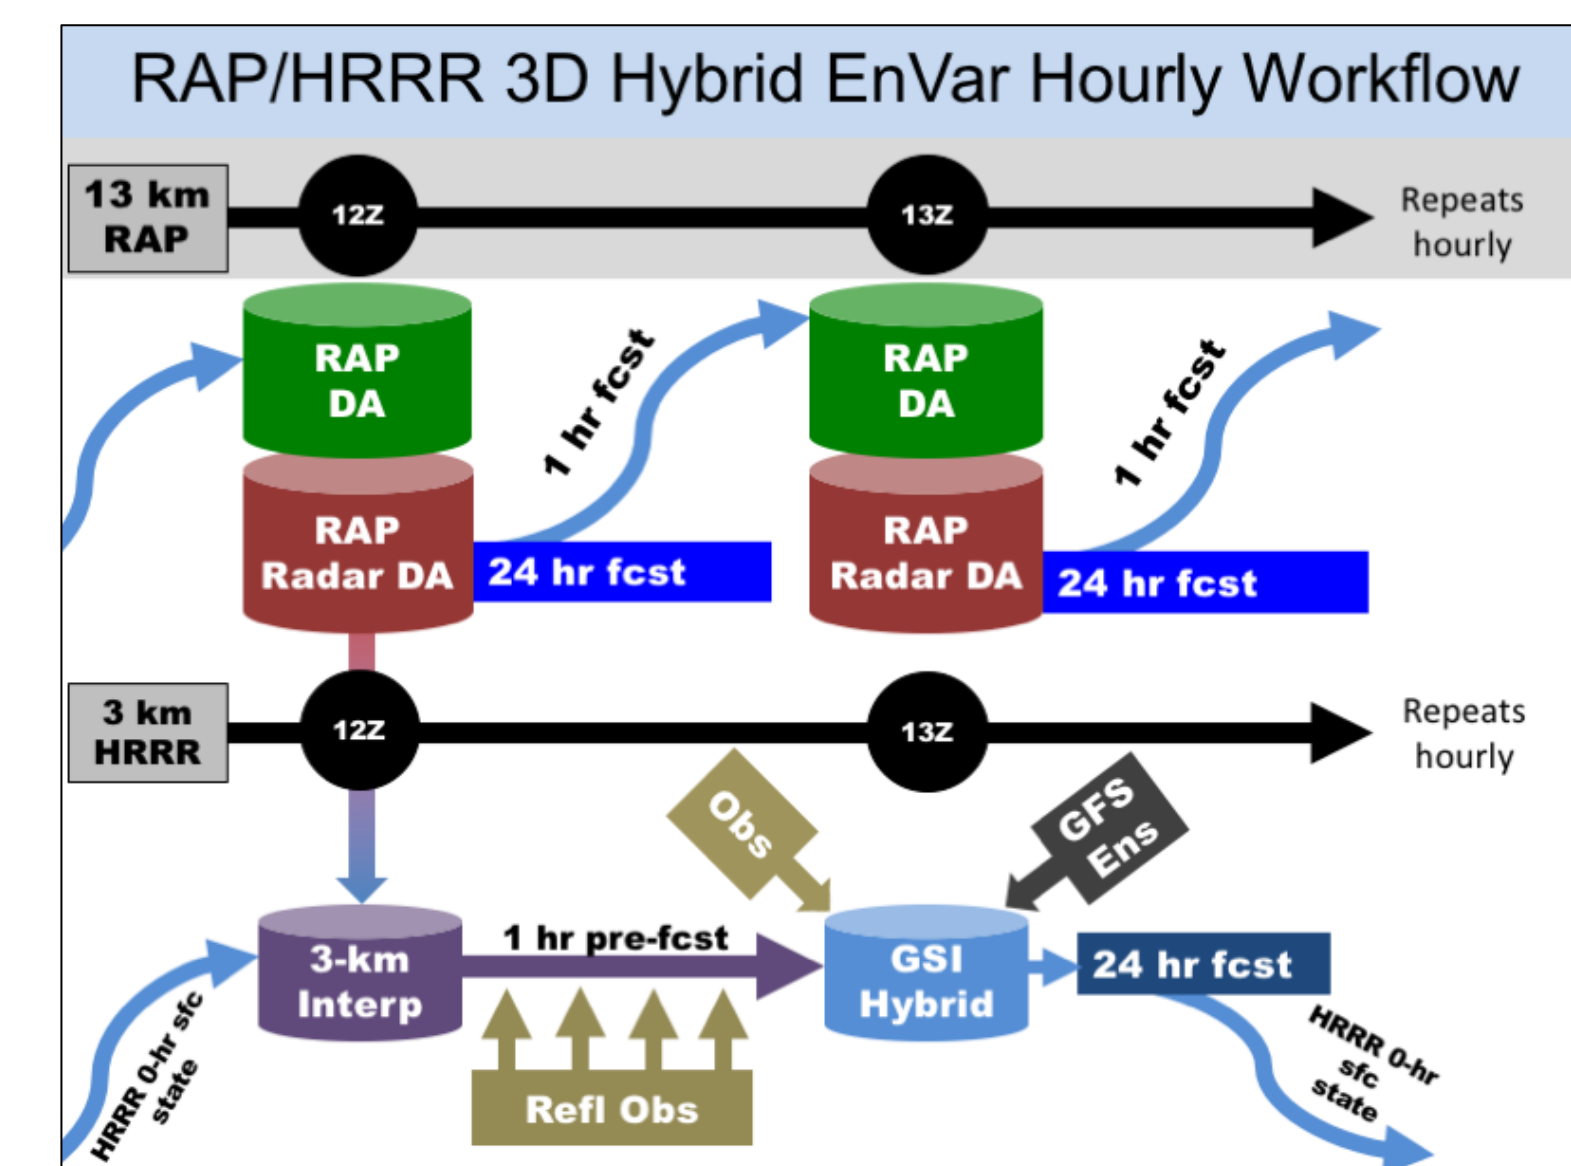 RAP/HRRR 3D Hybrid EnVar Hourly Workflow
13 km
RAP
12Z
13Z
Repeats
hourly
RAP
DA
1 hr fcst
RAP
DA
1 hr fcst
RAP
Radar DA
24 hr fcst
RAP
Radar DA
24 hr fcst
3 km
HRRR
12Z
13Z
Repeats
hourly
Obs
GFS
Ens
3-km
Interp
1 hr pre-fcst
GSI
Hybrid
24 hr fcst
HRRR 0-hr sfc
state
Refl Obs
HRRR 0-hr
sfc
state